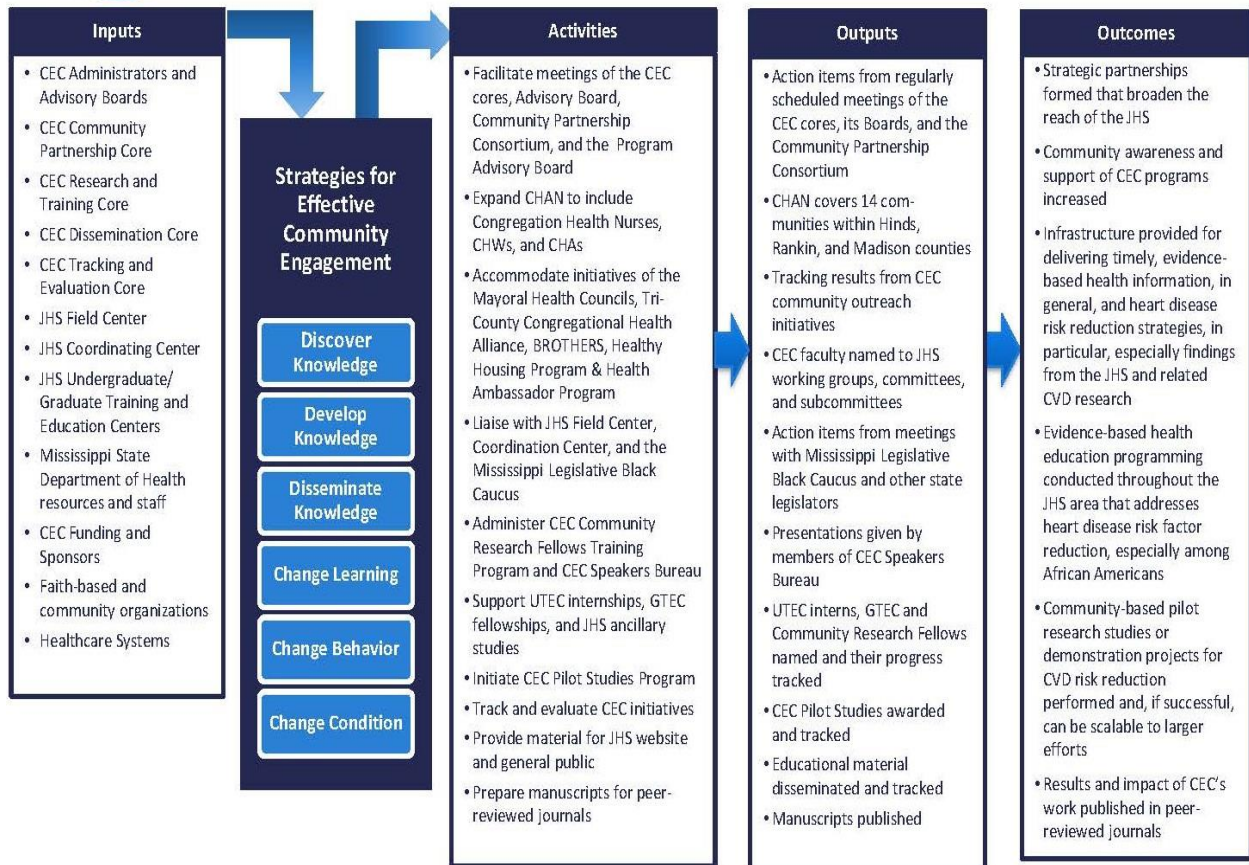 Inputs
• CEC Administrators and
Advisory Boards
• CEC Community
Partnership Core
• CEC Research and
Training Core
• CEC Dissemination Core
• CEC Tracking and
Evaluation Core
• JHS Field Center
• JHS Coordinating Center
• JHS Undergraduate/
Graduate Training and
Education Centers
• Mississippi State
Department of Health
resources and staff
• CEC Funding and
Sponsors
• Faith-based and
community organizations
• Healthcare Systems
Strategies for
Effective
Community
Engagement
Discover
Knowledge
Develop
Knowledge
Disseminate
Knowledge
Change Learning
Change Behavior
Change Condition
Activities
• Facilitate meetings of the CEC
cores, Advisory Board,
Community Partnership
Consortium, and the Program
Advisory Board
• Expand CHAN to include
Congregation Health Nurses,
CHWs, and CHAs
• Accommodate initiatives of the
Mayoral Health Councils, Tri-
County Congregational Health
Alliance, BROTHERS, Healthy
Housing Program & Health
Ambassador Program
• Liaise with JHS Field Center,
Coordination Center, and the
Mississippi Legislative Black
Caucus
• Administer CEC Community
Research Fellows Training
Program and CEC Speakers Bureau
• Support UTEC internships, GTEC
fellowships, and JHS ancillary
studies
• Initiate CEC Pilot Studies Program
• Track and evaluate CEC initiatives
• Provide material for JHS website
and general public
• Prepare manuscripts for peer-
reviewed journals
Outputs
• Action items from regularly
scheduled meetings of the
CEC cores, its Boards, and the
Community Partnership
Consortium
• CHAN covers 14 com-
munities within Hinds,
Rankin, and Madison counties
• Tracking results from CEC
community outreach
initiatives
• CEC faculty named to JHS
working groups, committees,
and subcommittees
• Action items from meetings
with Mississippi Legislative
Black Caucus and other state
legislators
• Presentations given by
members of CEC Speakers
Bureau
• UTEC interns, GTEC and
Community Research Fellows
named and their progress
tracked
• CEC Pilot Studies awarded
and tracked
• Educational material
disseminated and tracked
• Manuscripts published
Outcomes
• Strategic partnerships
formed that broaden the
reach of the JHS
• Community awareness and
support of CEC programs
increased
• Infrastructure provided for
delivering timely, evidence-
based health information, in
general, and heart disease
risk reduction strategies, in
particular, especially findings
from the JHS and related
CVD research
• Evidence-based health
education programming
conducted throughout the
JHS area that addresses
heart disease risk factor
reduction, especially among
African Americans
• Community-based pilot
research studies or
demonstration projects for
CVD risk reduction
performed and, if successful,
can be scalable to larger
efforts
• Results and impact of CEC's
work published in peer-
reviewed journals